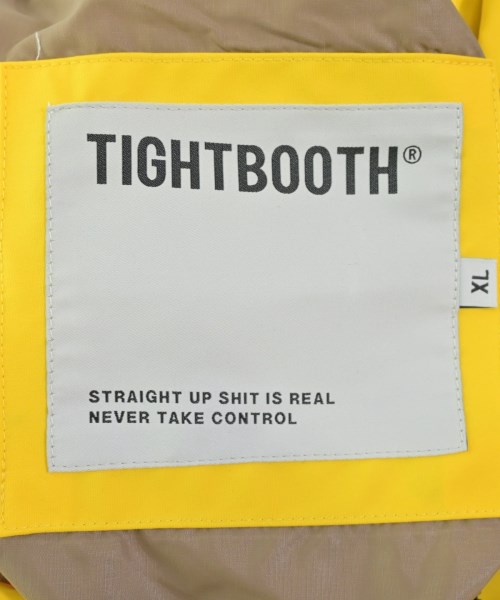 TIGHTBOOTH®
XL
STRAIGHT UP SHIT IS REAL
NEVER TAKE CONTROL